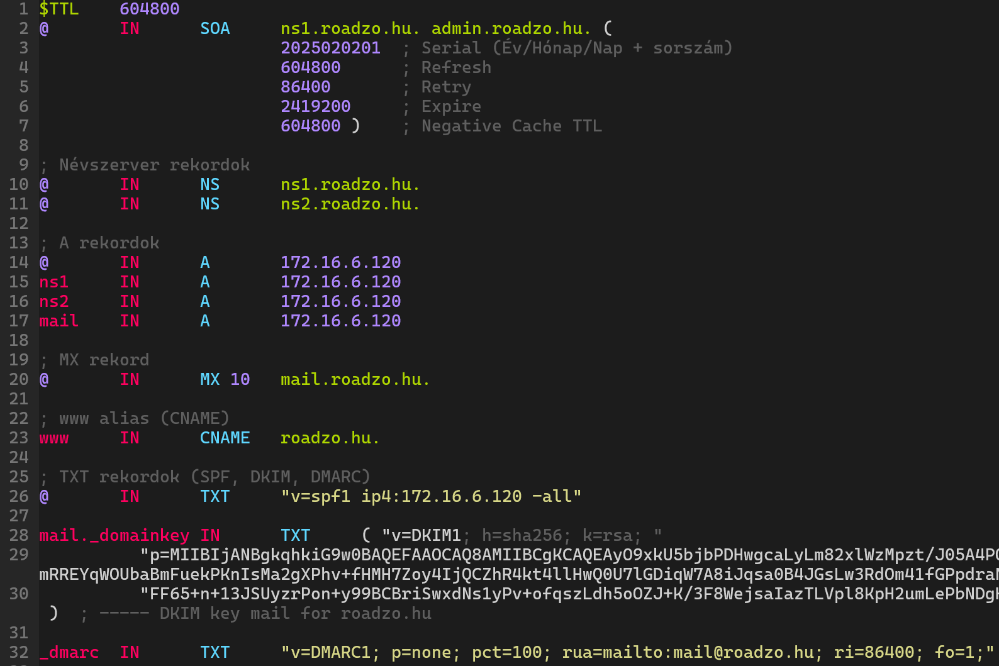 1 $TTL 604800
2 @ IN SOA ns1.roadzo.hu. admin.roadzo.hu. (
3 2025020201 ; Serial (Év/Hónap/Nap + sorszám)
4 604800 ; Refresh
5 86400 ; Retry
6 2419200 ; Expire
7 604800 ) ; Negative Cache TTL
8
9 ; Névszerver rekordok
10 @ IN NS ns1.roadzo.hu.
11 @ IN NS ns2.roadzo.hu.
12
13 ; A rekordok
14 @ IN A 172.16.6.120
15 ns1 IN A 172.16.6.120
16 ns2 IN A 172.16.6.120
17 mail IN A 172.16.6.120
18
19 ; MX rekord
20 @ IN MX 10 mail.roadzo.hu.
21
22 ; www alias (CNAME)
23 www IN CNAME roadzo.hu.
24
25 ; TXT rekordok (SPF, DKIM, DMARC)
26 @ IN TXT "v=spf1 ip4:172.16.6.120 -all"
27
28 mail._domainkey IN TXT ( "v=DKIM1; h=sha256; k=rsa; "
29 "p=MIIBIjANBgkqhkiG9w0BAQEFAAOCAQ8AMIIBCgKCAQEAyO9xkU5bjbPDHwgcaLyLm82xlWzMpzt/J05A4P
mRREYqWOUbaBmFuekPKnIsMa2gXPhv+fHMH7Zoy4IjQCZhR4kt4llHwQ0U7lGDiqW7A8iJqsa0B4JGsLw3RdOm41fGPpdra
30 "FF65+n+13JSUyzrPon+y99BCBriSwxdNs1yPv+ofqszLdh5oOZJ+K/3F8WejsaIazTLVpl8KpH2umLePbNDg
) ; ----- DKIM key mail for roadzo.hu
31
32 _dmarc IN TXT "v=DMARC1; p=none; pct=100; rua=mailto:mail@roadzo.hu; ri=86400; fo=1;"